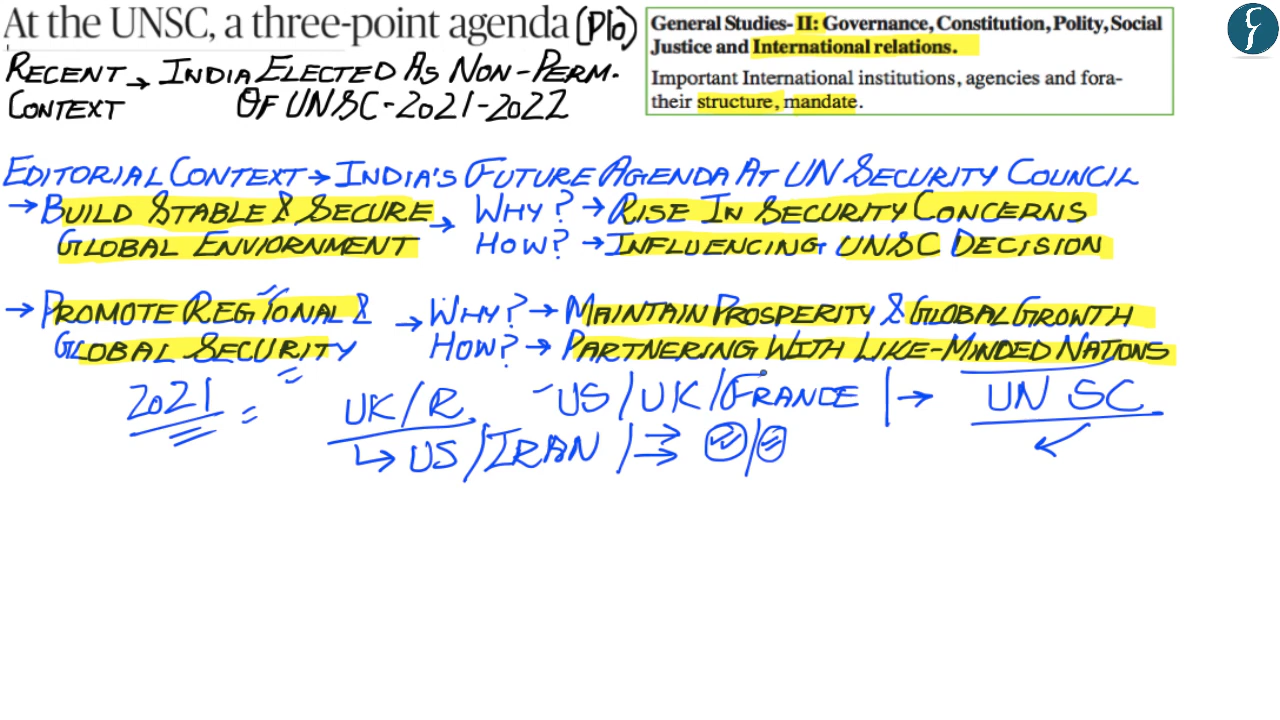 At the UNSC, a three-point agenda (P10)
General Studies- II: Governance, Constitution, Polity, Social
Justice and International relations.
Important International institutions, agencies and fora-
their structure, mandate.
RECENT → INDIA ELECTED AS NON-PERM.
CONTEXT OF UNSC-2021-2022
EDITORIAL CONTEXT → INDIA'S FUTURE AGENDA AT UN SECURITY COUNCIL
→ BUILD STABLE & SECURE → WHY? → RISE IN SECURITY CONCERNS
GLOBAL ENVIORNMENT HOW? → INFLUENCING UNSC DECISION
→ PROMOTE REGIONAL & → WHY? → MAINTAIN PROSPERITY & GLOBAL GROWTH
GLOBAL SECURITY HOW? → PARTNERING WITH LIKE-MINDED NATIONS
2021 = UK/R US/UK/FRANCE | → UN SC
↳ US/IRAN